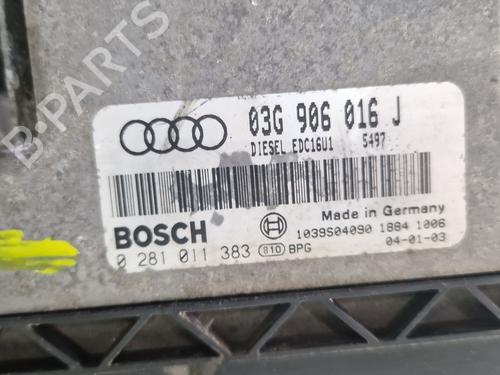 03G 906 016 J
DIESEL EDC16U1 5497
BOSCH
Made in Germany
1039S04090 1884 1006
0 281 011 383 810 BPG
04-01-03
B-PARTS